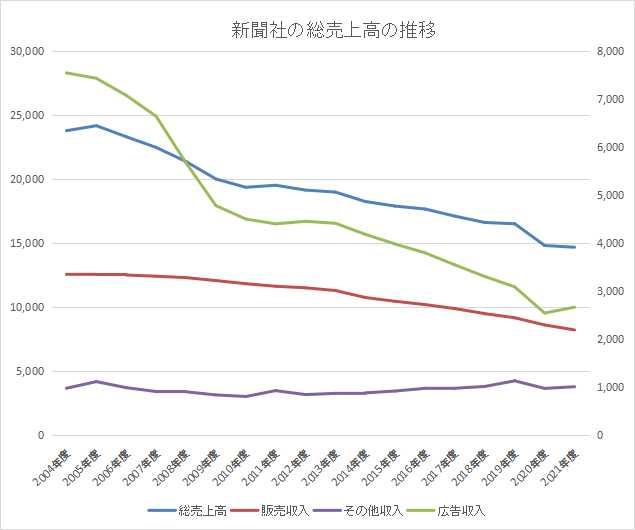 新聞社の総売上高の推移
30,000
25,000
20,000
15,000
10,000
5,000
0
8,000
7,000
6,000
5,000
4,000
3,000
2,000
1,000
0
2004年度
2005年度
2006年度
2007年度
2008年度
2009年度
2010年度
2011年度
2012年度
2013年度
2014年度
2015年度
2016年度
2017年度
2018年度
2019年度
2020年度
2021年度
総売上高 販売収入 その他収入 広告収入